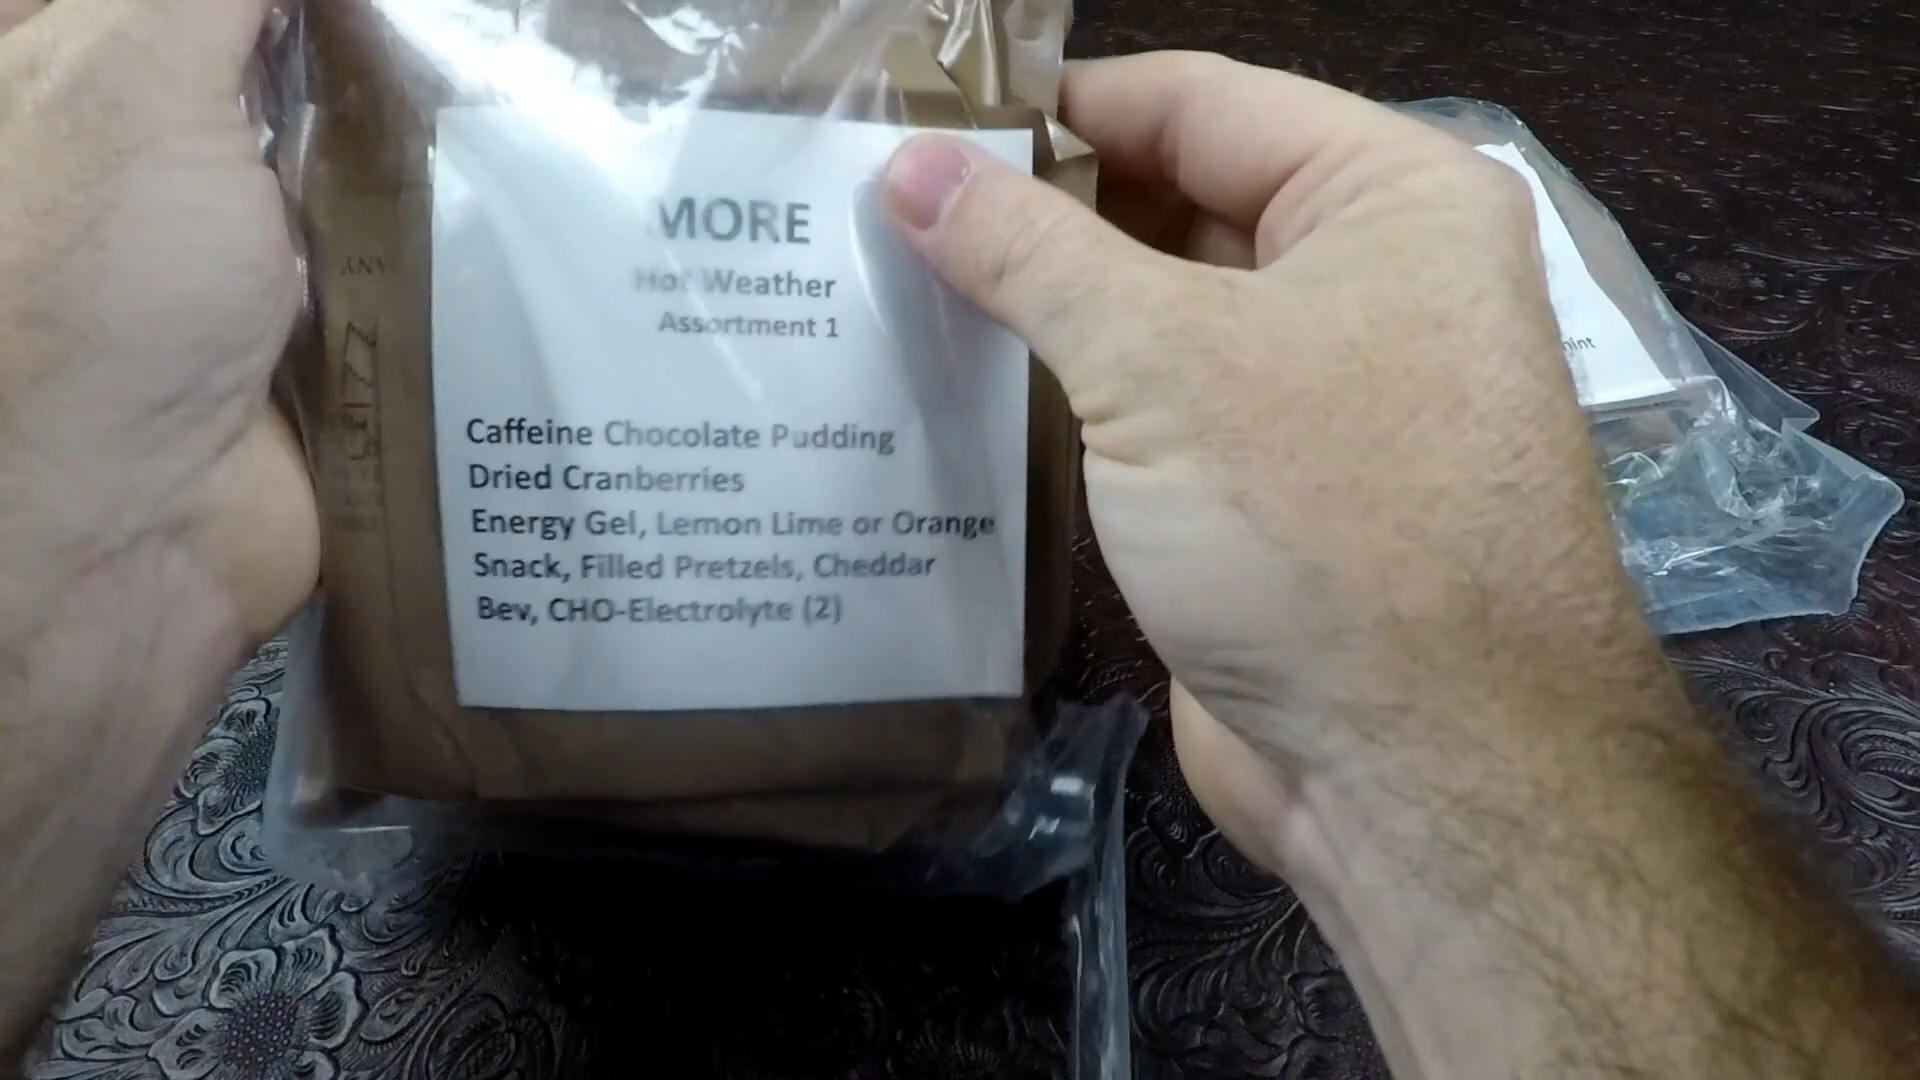 MORE
Hot Weather
Assortment 1
Caffeine Chocolate Pudding
Dried Cranberries
Energy Gel, Lemon Lime or Orange
Snack, Filled Pretzels, Cheddar
Bev, CHO-Electrolyte (2)